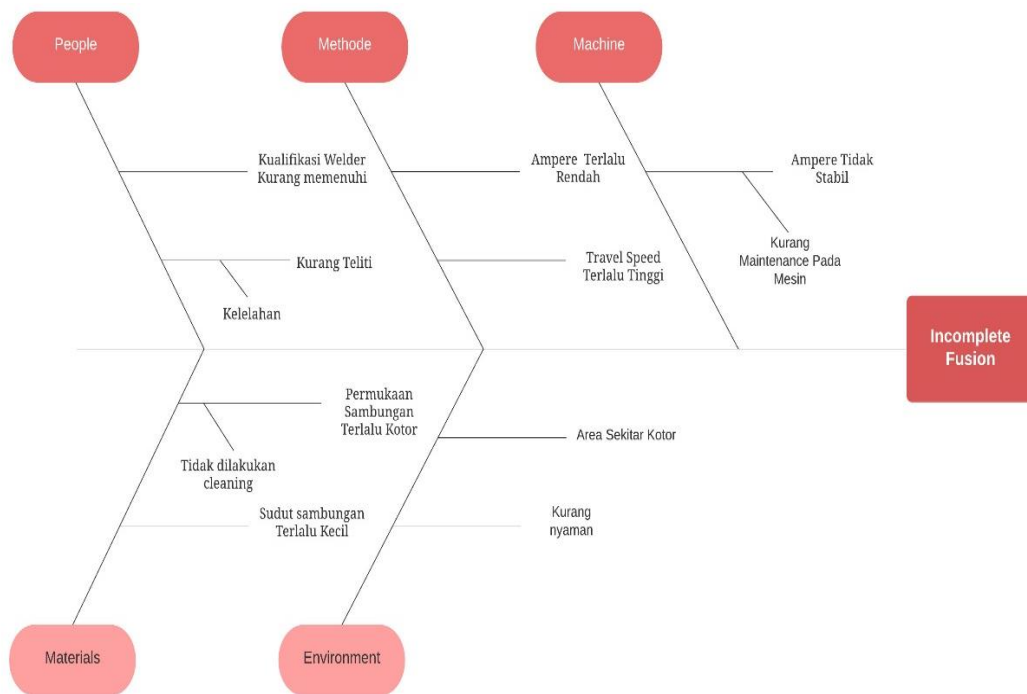 People
Methode
Machine
Kualifikasi Welder
Kurang memenuhi
Ampere Terlalu
Rendah
Ampere Tidak
Stabil
Kurang Teliti
Travel Speed
Terlalu Tinggi
Kurang
Maintenance Pada
Mesin
Kelelahan
Incomplete
Fusion
Permukaan
Sambungan
Terlalu Kotor
Area Sekitar Kotor
Tidak dilakukan
cleaning
Sudut sambungan
Terlalu Kecil
Kurang
nyaman
Materials
Environment